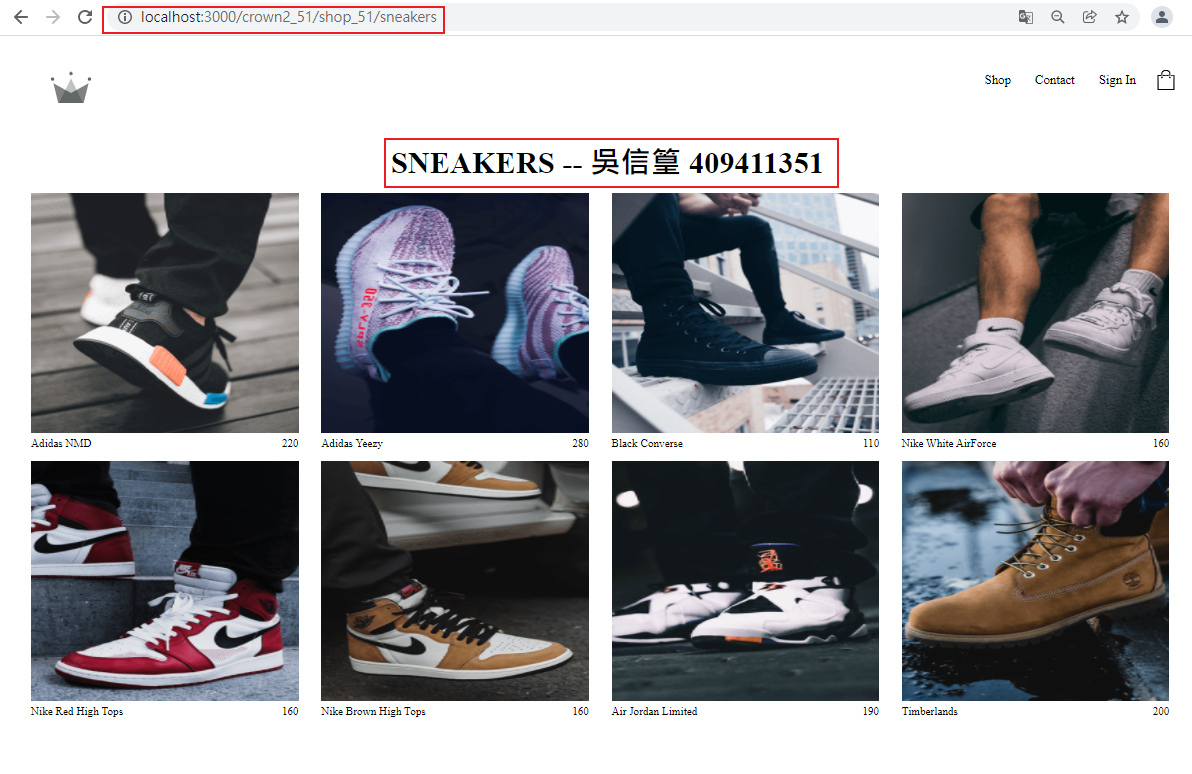 localhost:3000/crown2_51/shop_51/sneakers
Shop Contact Sign In
SNEAKERS -- 吳信篁 409411351
Adidas NMD 220
Adidas Yeezy 280
Black Converse 110
Nike White AirForce 160
Nike Red High Tops 160
Nike Brown High Tops 160
Air Jordan Limited 190
Timberlands 200